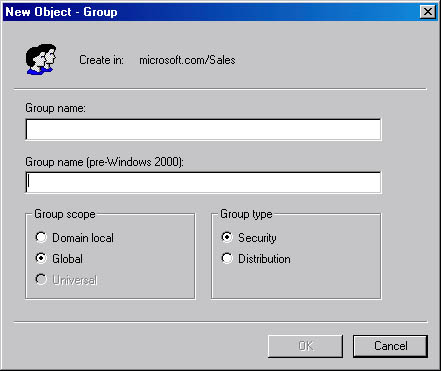 New Object - Group
Create in: microsoft.com/Sales
Group name:
Group name (pre-Windows 2000):
Group scope Group type
Domain local Security
Global Distribution
Universal
OK Cancel